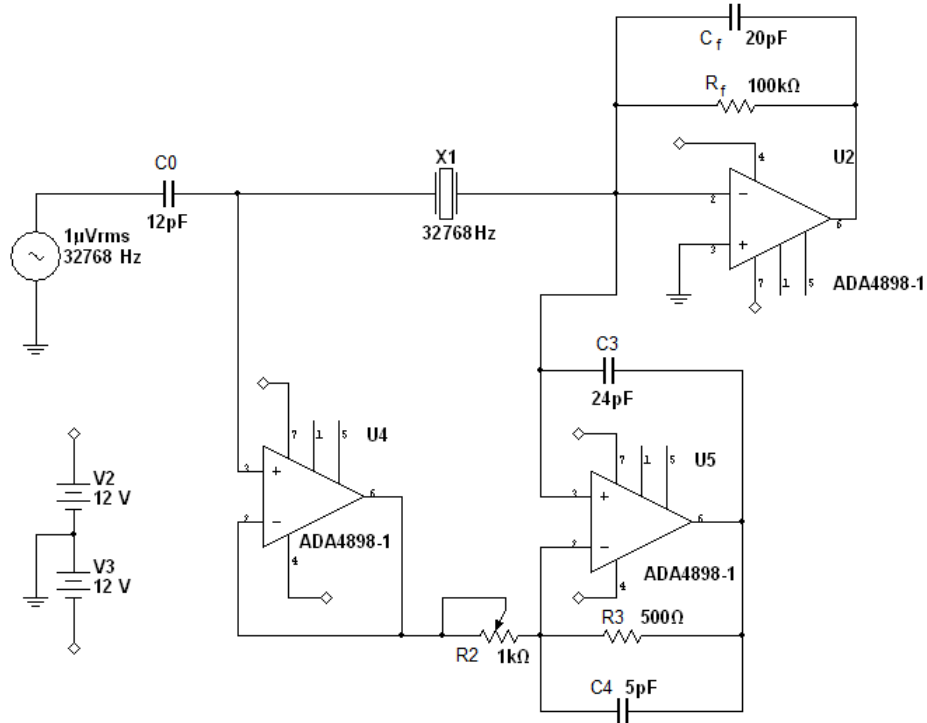 C f
20pF
R f
100kΩ
4
U2
2
3
6
7
1
5
ADA4898-1
X1
32768Hz
C0
12pF
1µVrms
32768 Hz
C3
24pF
7
1
5
U4
3
2
6
4
ADA4898-1
7
1
5
U5
3
2
6
4
ADA4898-1
V2
12 V
V3
12 V
R2
1kΩ
R3
500Ω
C4
5pF